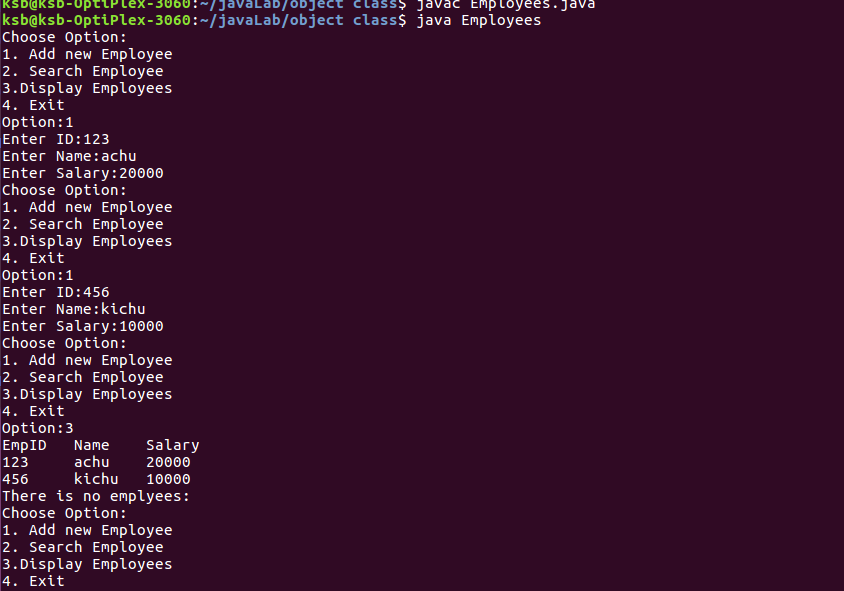 ksb@ksb-OptiPlex-3060:~/javaLab/object class$ javac Employees.java
ksb@ksb-OptiPlex-3060:~/javaLab/object class$ java Employees
Choose Option:
1. Add new Employee
2. Search Employee
3.Display Employees
4. Exit
Option:1
Enter ID:123
Enter Name:achu
Enter Salary:20000
Choose Option:
1. Add new Employee
2. Search Employee
3.Display Employees
4. Exit
Option:1
Enter ID:456
Enter Name:kichu
Enter Salary:10000
Choose Option:
1. Add new Employee
2. Search Employee
3.Display Employees
4. Exit
Option:3
EmpID   Name    Salary
123     achu    20000
456     kichu   10000
There is no emplyees:
Choose Option:
1. Add new Employee
2. Search Employee
3.Display Employees
4. Exit